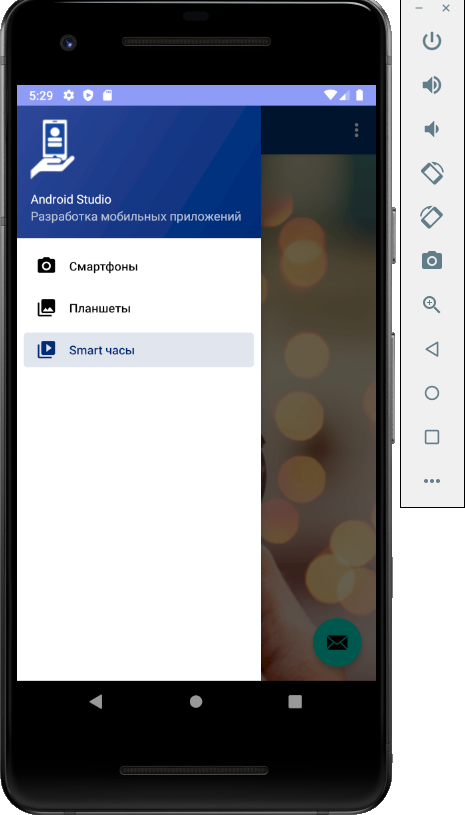 5:29
Android Studio
Разработка мобильных приложений
Смартфоны
Планшеты
Smart часы